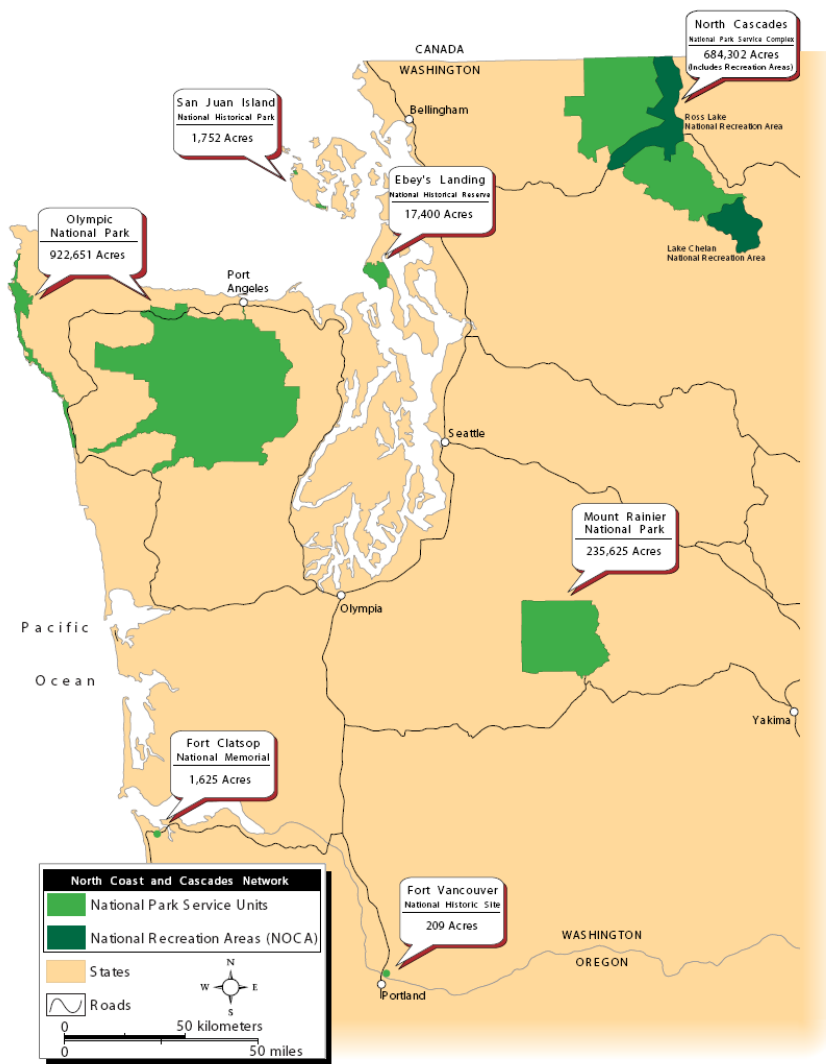 North Cascades
National Park Service Complex
684,302 Acres
(Includes Recreation Areas)
CANADA
WASHINGTON
San Juan Island
National Historical Park
1,752 Acres
Bellingham
Ross Lake
National Recreation Area
Ebey's Landing
National Historical Reserve
17,400 Acres
Olympic
National Park
922,651 Acres
Lake Chelan
National Recreation Area
Port
Angeles
Seattle
Mount Rainier
National Park
235,625 Acres
Olympia
Pacific
Ocean
Yakima
Fort Clatsop
National Memorial
1,625 Acres
North Coast and Cascades Network
National Park Service Units
National Recreation Areas (NOCA)
States
Roads
N
W
E
S
0
50 kilometers
0
50 miles
Fort Vancouver
National Historic Site
209 Acres
WASHINGTON
OREGON
Portland